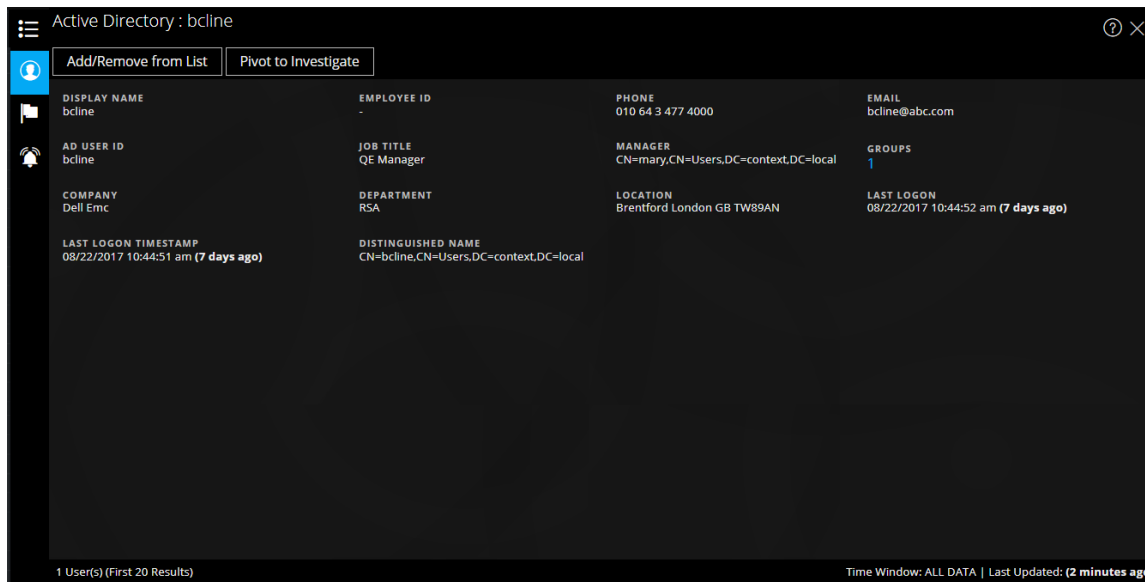 Active Directory : bcline
Add/Remove from List Pivot to Investigate
DISPLAY NAME EMPLOYEE ID PHONE EMAIL
bcline - 010 64 3 477 4000 bcline@abc.com
AD USER ID JOB TITLE MANAGER GROUPS
bcline QE Manager CN=mary,CN=Users,DC=context,DC=local 1
COMPANY DEPARTMENT LOCATION LAST LOGON
Dell Emc RSA Brentford London GB TW89AN 08/22/2017 10:44:52 am (7 days ago)
LAST LOGON TIMESTAMP DISTINGUISHED NAME
08/22/2017 10:44:51 am (7 days ago) CN=bcline,CN=Users,DC=context,DC=local
1 User(s) (First 20 Results) Time Window: ALL DATA | Last Updated: (2 minutes ago